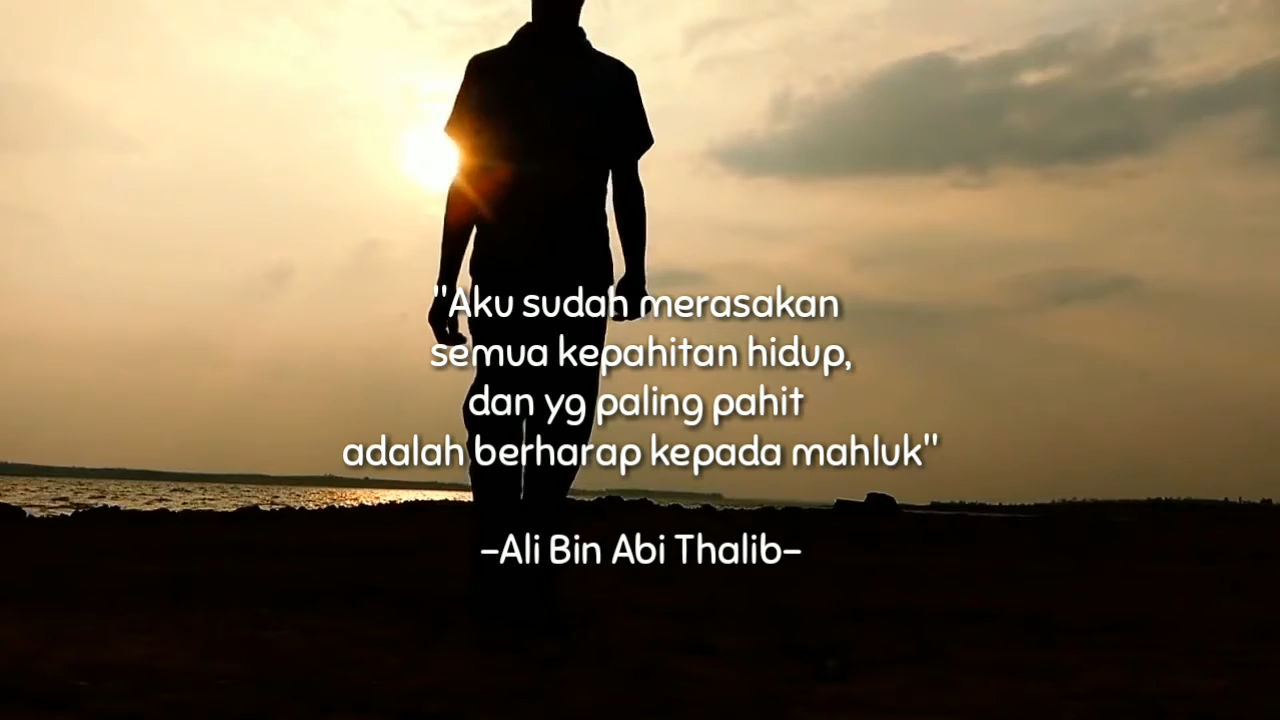 "Aku sudah merasakan
semua kepahitan hidup,
dan yg paling pahit
adalah berharap kepada mahluk"
-Ali Bin Abi Thalib-